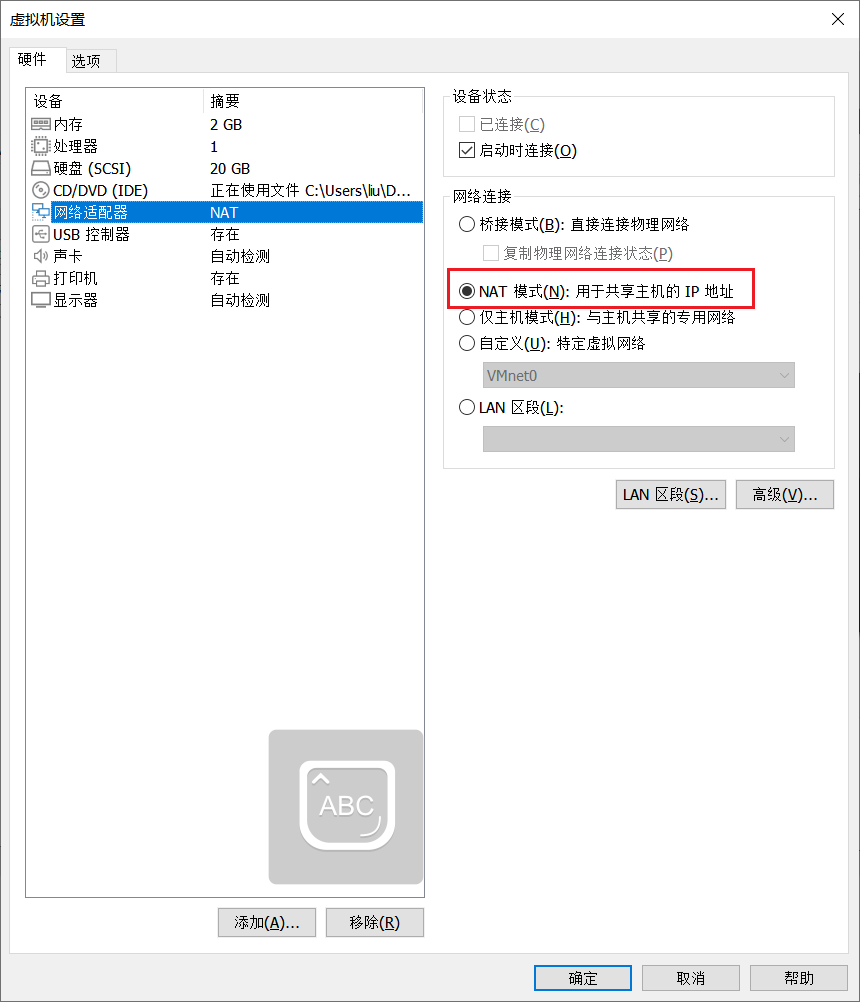 虚拟机设置
硬件 选项
设备 摘要
内存 2 GB
处理器 1
硬盘 (SCSI) 20 GB
CD/DVD (IDE) 正在使用文件 C:\Users\liu\D...
网络适配器 NAT
USB 控制器 存在
声卡 自动检测
打印机 存在
显示器 自动检测
ABC
添加(A)... 移除(R)
设备状态
已连接(C)
启动时连接(O)
网络连接
桥接模式(B): 直接连接物理网络
复制物理网络连接状态(P)
NAT 模式(N): 用于共享主机的 IP 地址
仅主机模式(H): 与主机共享的专用网络
自定义(U): 特定虚拟网络
VMnet0
LAN 区段(L):
LAN 区段(S)... 高级(V)...
确定 取消 帮助